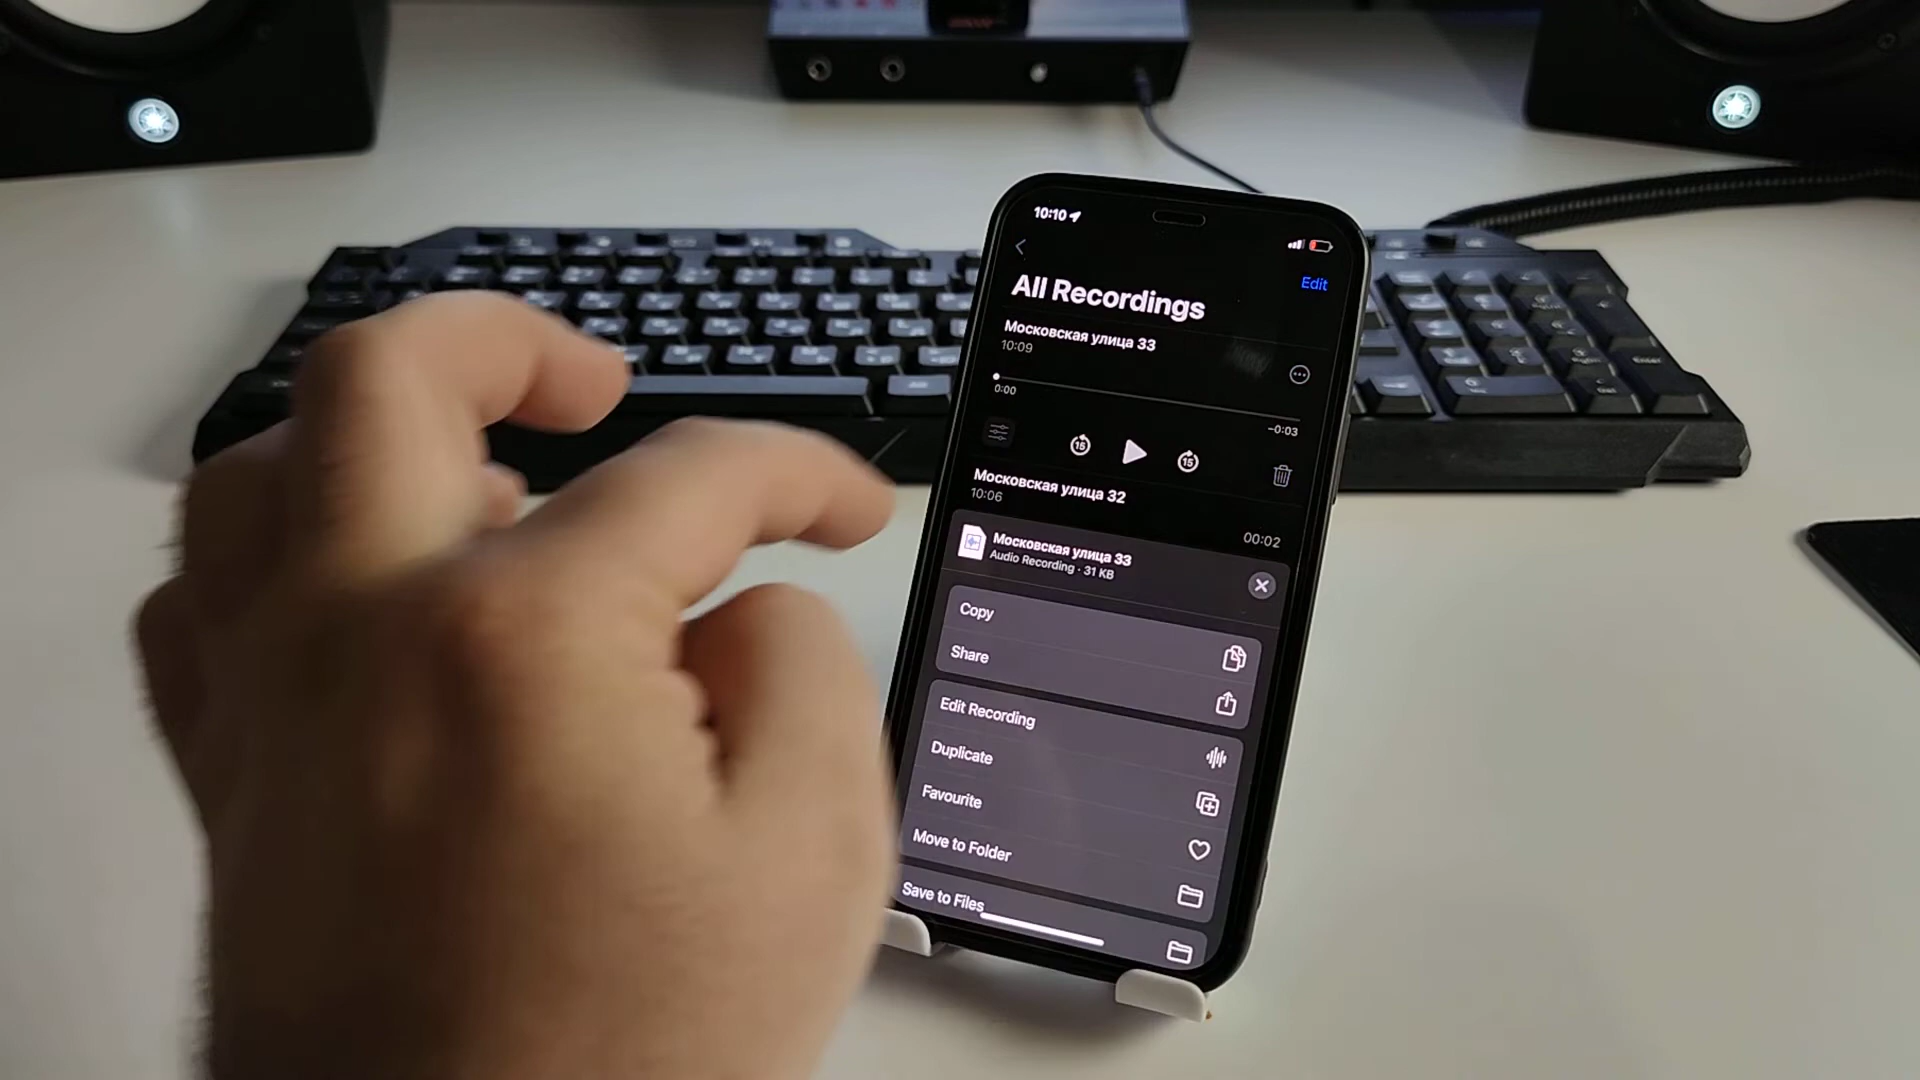 10:10
All Recordings
Edit
Московская улица 33
10:09
0:00
-0:03
15
15
Московская улица 32
10:06
00:02
Московская улица 33
Audio Recording · 31 KB
Copy
Share
Edit Recording
Duplicate
Favourite
Move to Folder
Save to Files